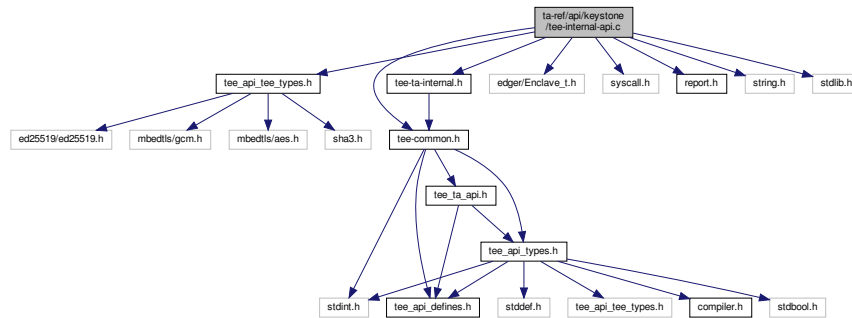 ta-ref/api/keystone
/tee-internal-api.c
tee_api_tee_types.h
tee-ta-internal.h
edger/Enclave_t.h
syscall.h
report.h
string.h
stdlib.h
ed25519/ed25519.h
mbedtls/gcm.h
mbedtls/aes.h
sha3.h
tee-common.h
tee_ta_api.h
tee_api_types.h
stdint.h
tee_api_defines.h
stddef.h
tee_api_tee_types.h
compiler.h
stdbool.h